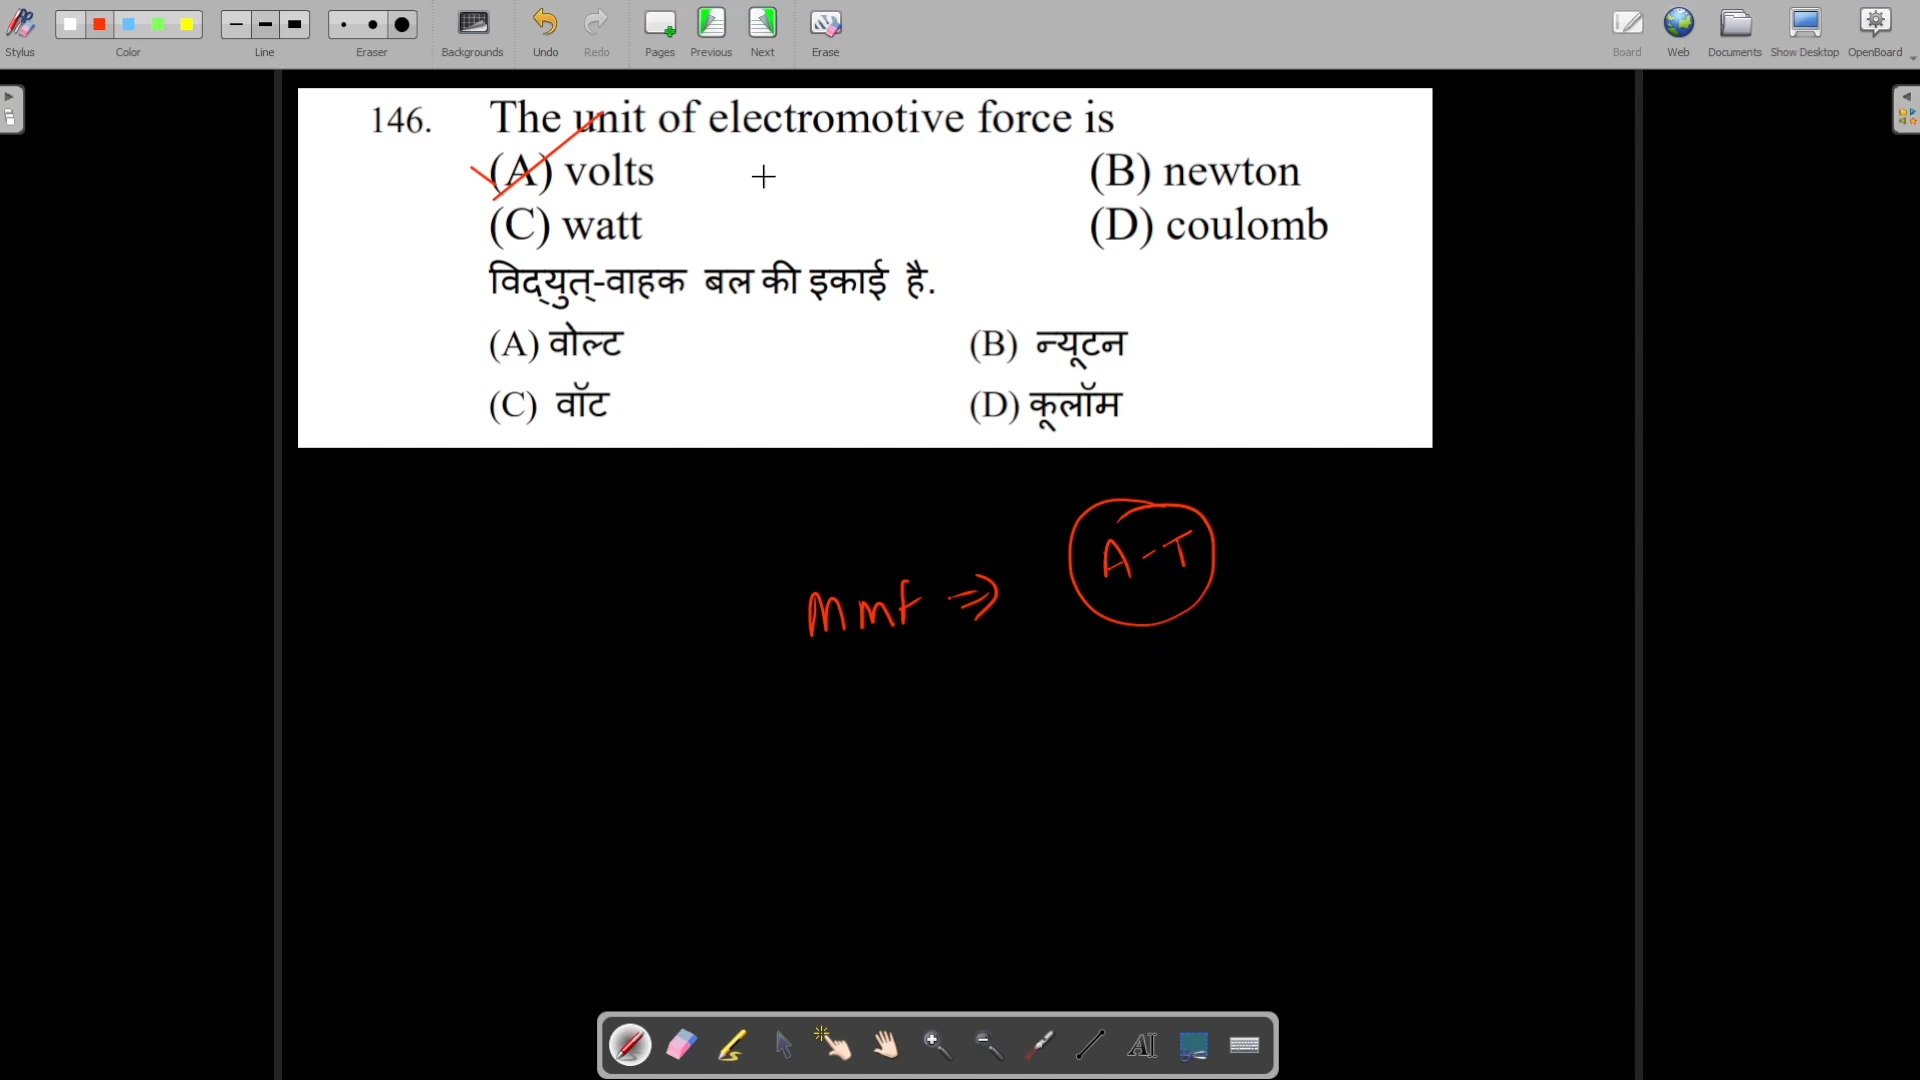 Stylus Color Line Eraser Backgrounds Undo Redo Pages Previous Next Erase Board Web Documents Show Desktop OpenBoard
146. The unit of electromotive force is
(A) volts (B) newton
(C) watt (D) coulomb
विद्युत्-वाहक बल की इकाई है.
(A) वोल्ट (B) न्यूटन
(C) वॉट (D) कूलॉम
A-T
mmf ⇒
AI